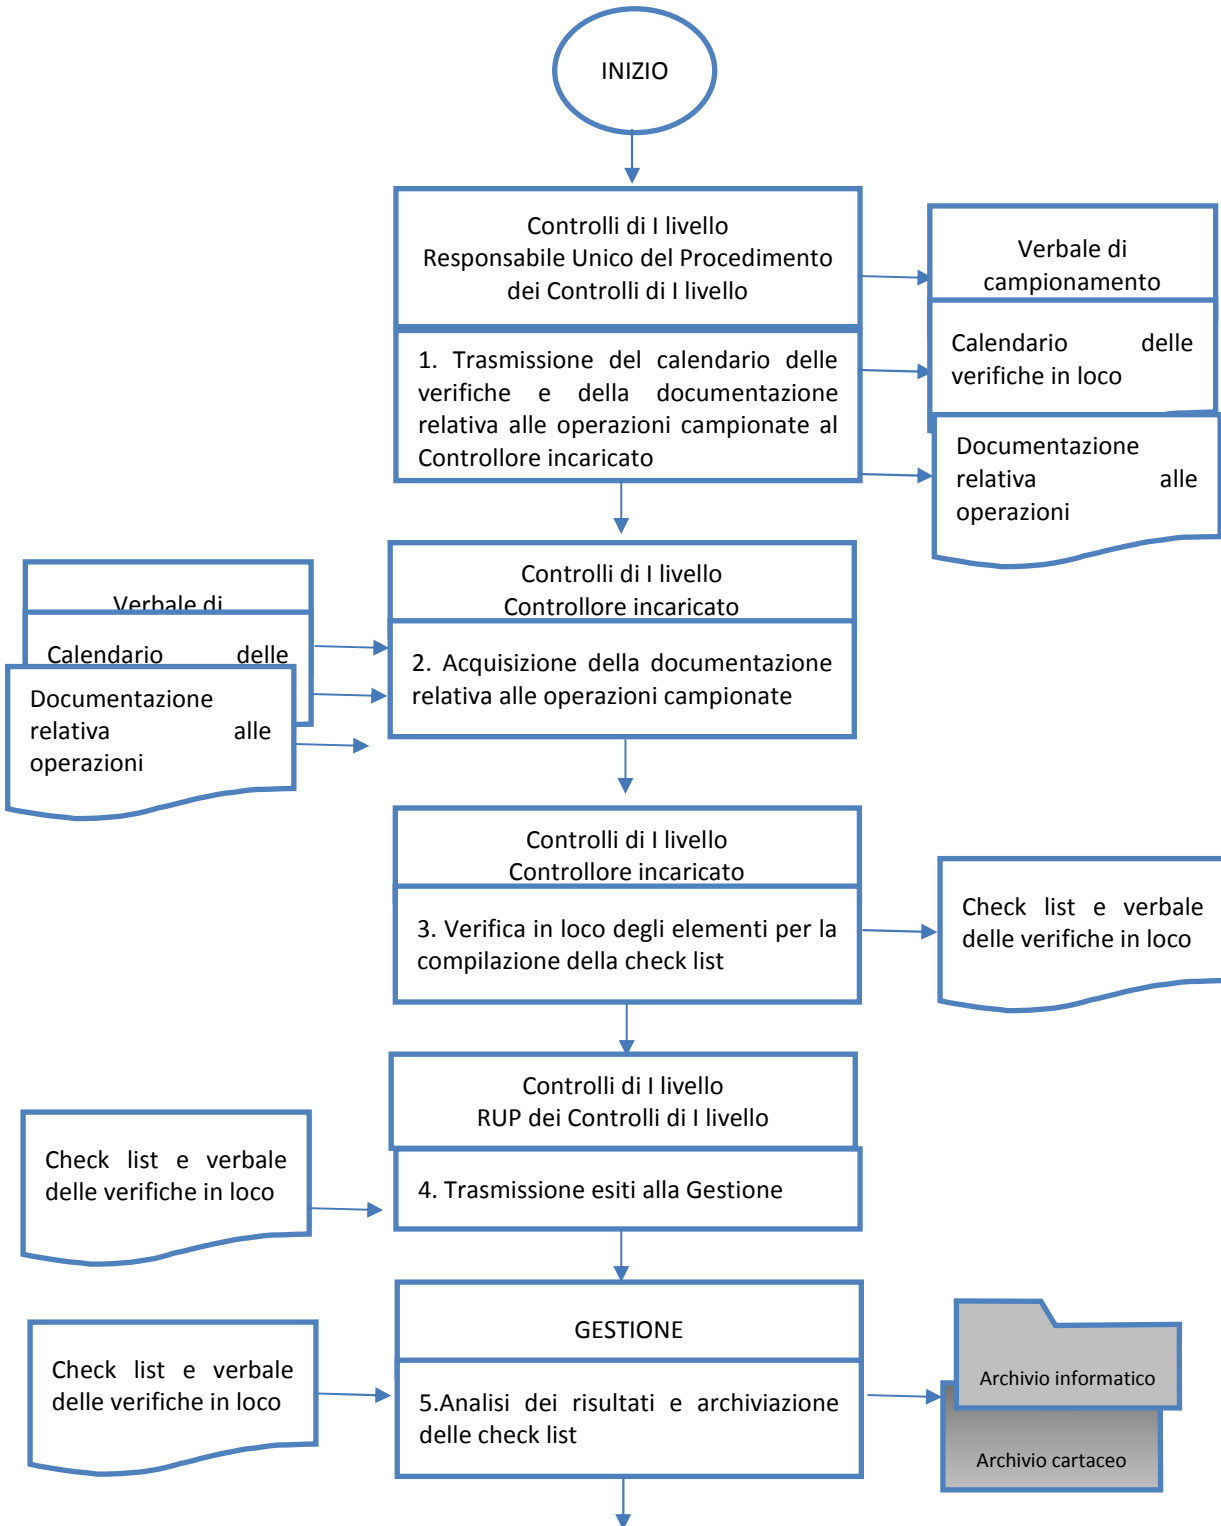 INIZIO
Controlli di I livello
Responsabile Unico del Procedimento
dei Controlli di I livello
Verbale di
campionamento
1. Trasmissione del calendario delle
verifiche e della documentazione
relativa alle operazioni campionate al
Controllore incaricato
Calendario delle
verifiche in loco
Documentazione
relativa alle
operazioni
Controlli di I livello
Controllore incaricato
Verbale di
Calendario delle
Documentazione
relativa alle
operazioni
2. Acquisizione della documentazione
relativa alle operazioni campionate
Controlli di I livello
Controllore incaricato
3. Verifica in loco degli elementi per la
compilazione della check list
Check list e verbale
delle verifiche in loco
Controlli di I livello
RUP dei Controlli di I livello
Check list e verbale
delle verifiche in loco
4. Trasmissione esiti alla Gestione
GESTIONE
Check list e verbale
delle verifiche in loco
5.Analisi dei risultati e archiviazione
delle check list
Archivio informatico
Archivio cartaceo